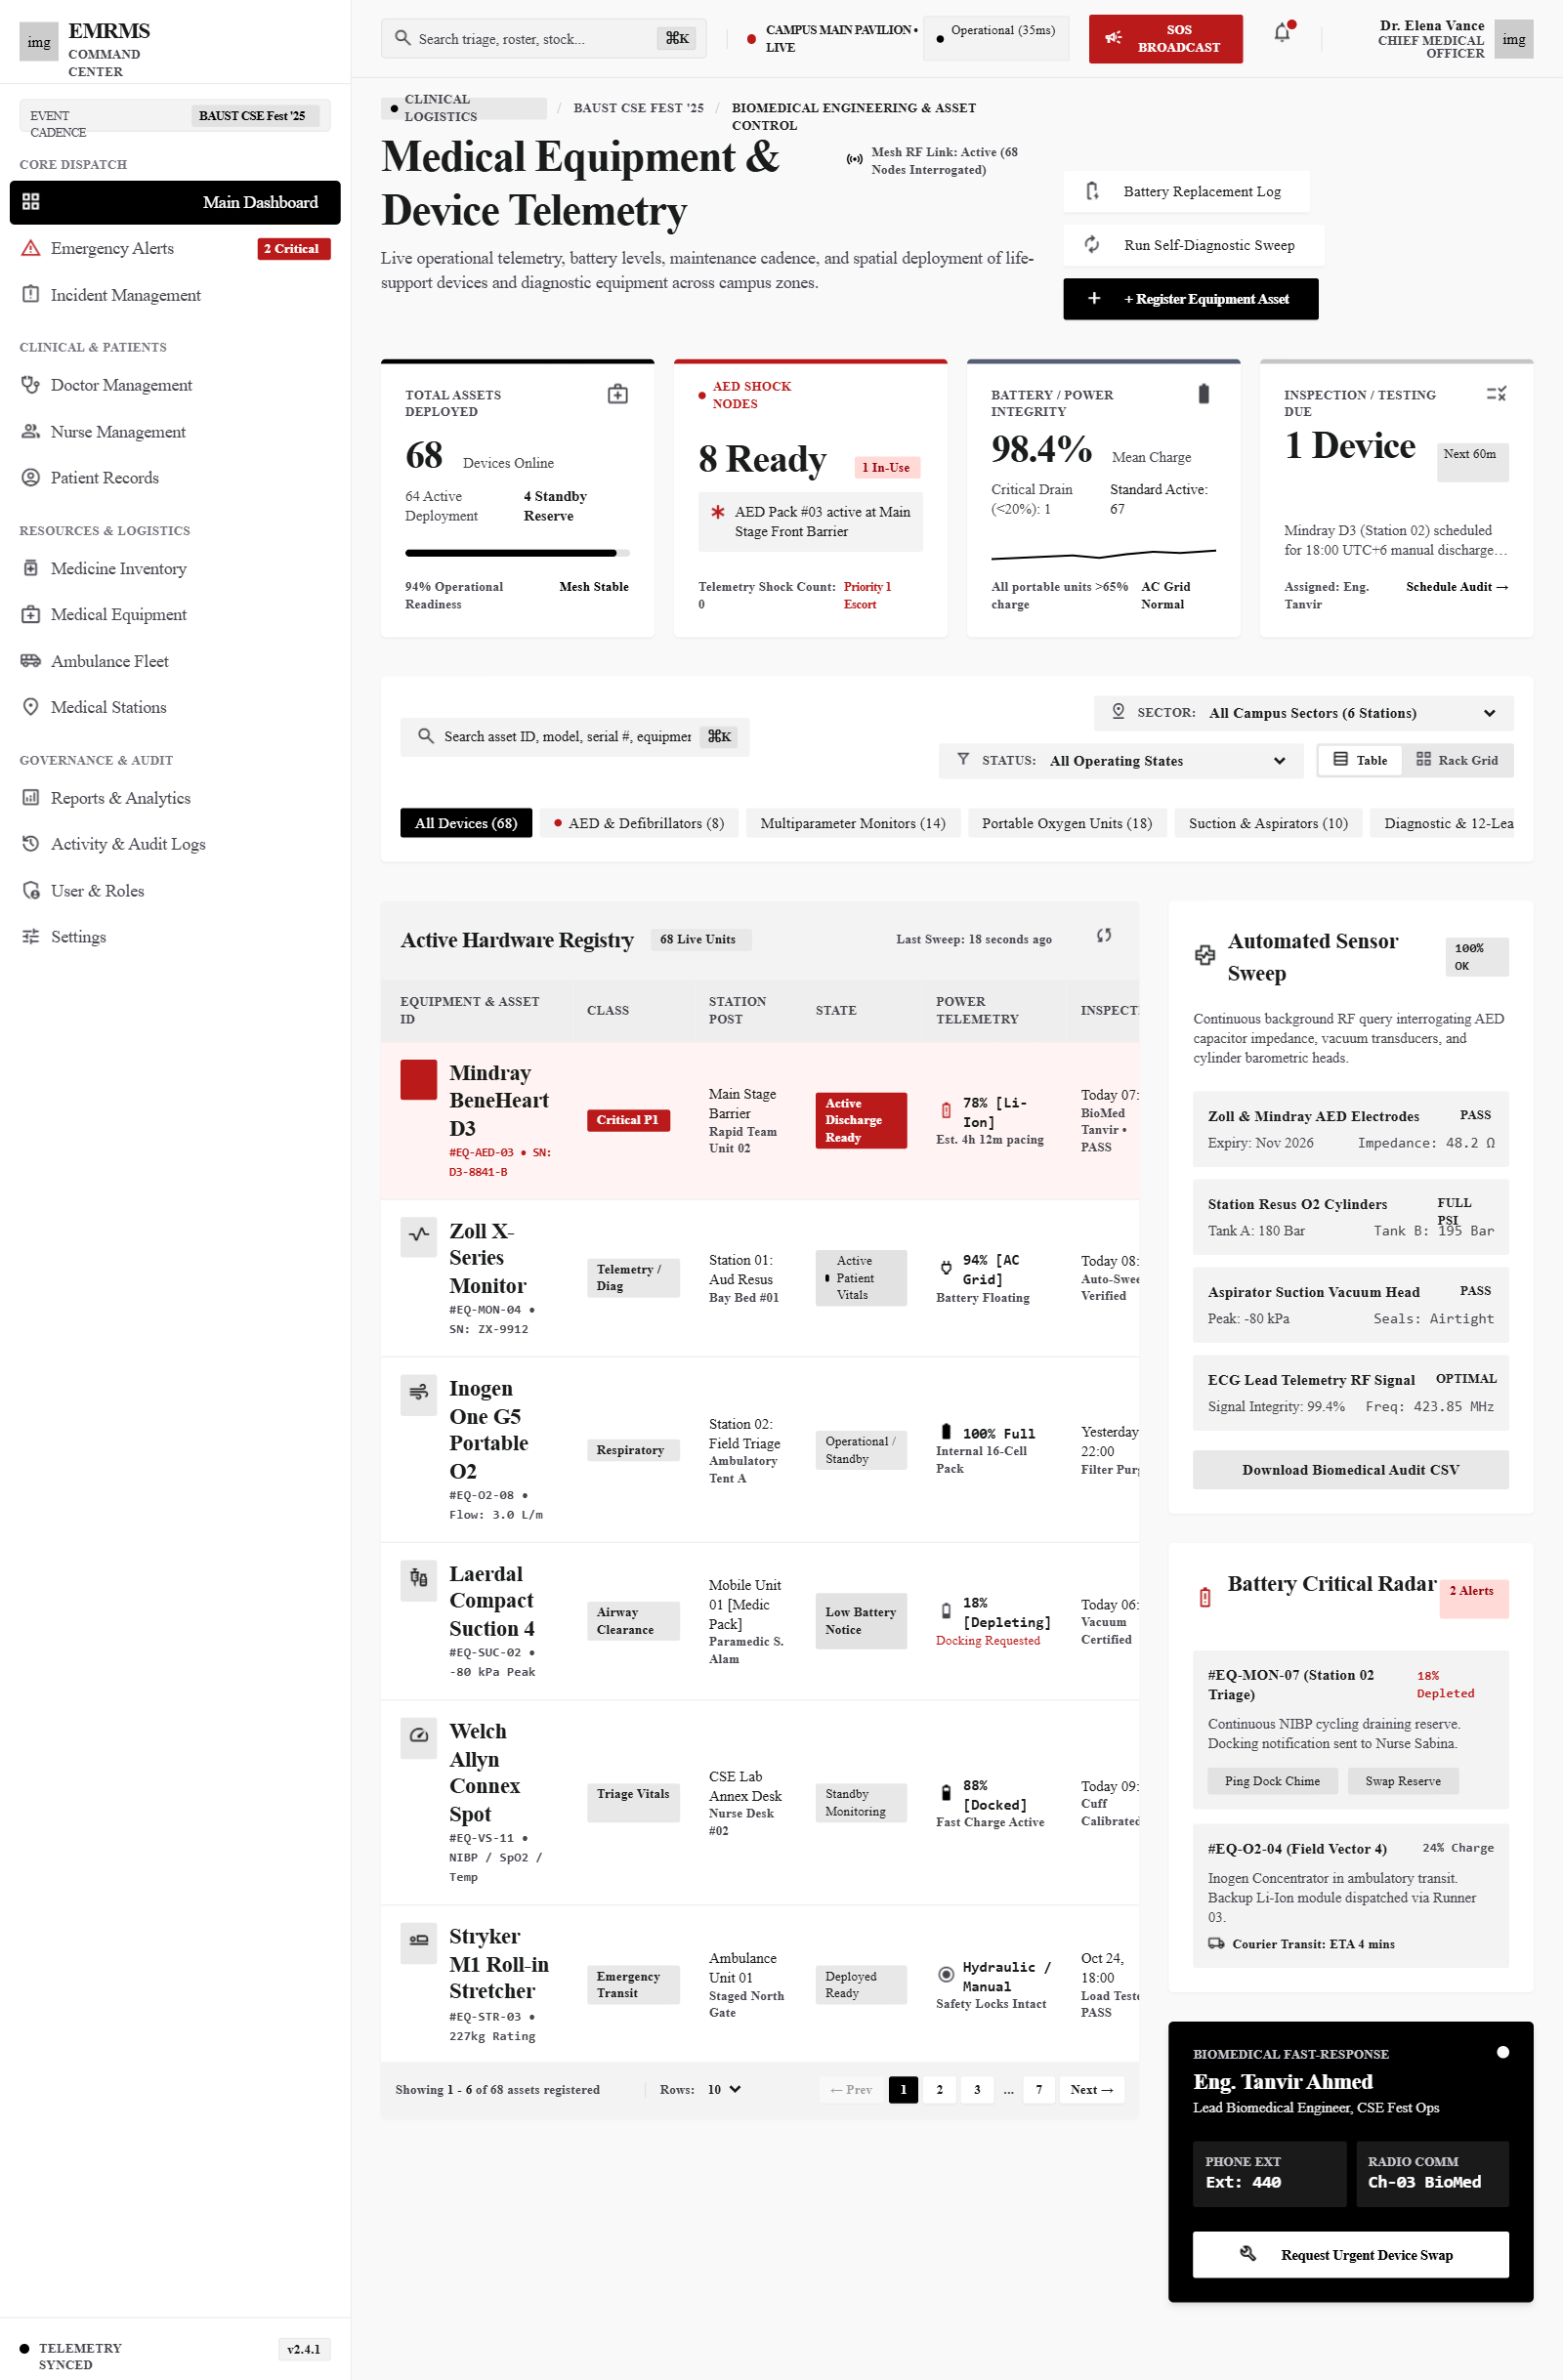 img
EMRMS
COMMAND
CENTER
EVENT
CADENCE
BAUST CSE Fest '25
CORE DISPATCH
Main Dashboard
Emergency Alerts
2 Critical
Incident Management
CLINICAL & PATIENTS
Doctor Management
Nurse Management
Patient Records
RESOURCES & LOGISTICS
Medicine Inventory
Medical Equipment
Ambulance Fleet
Medical Stations
GOVERNANCE & AUDIT
Reports & Analytics
Activity & Audit Logs
User & Roles
Settings
TELEMETRY
SYNCED
v2.4.1
Search triage, roster, stock...
⌘K
CAMPUS MAIN PAVILION •
LIVE
Operational (35ms)
SOS
BROADCAST
Dr. Elena Vance
CHIEF MEDICAL
OFFICER
img
CLINICAL
LOGISTICS
/
BAUST CSE FEST '25
/
BIOMEDICAL ENGINEERING & ASSET
CONTROL
Medical Equipment &
Device Telemetry
Mesh RF Link: Active (68
Nodes Interrogated)
Live operational telemetry, battery levels, maintenance cadence, and spatial deployment of life-
support devices and diagnostic equipment across campus zones.
Battery Replacement Log
Run Self-Diagnostic Sweep
+ Register Equipment Asset
TOTAL ASSETS
DEPLOYED
68
Devices Online
64 Active
Deployment
4 Standby
Reserve
94% Operational
Readiness
Mesh Stable
AED SHOCK
NODES
8 Ready
1 In-Use
AED Pack #03 active at Main
Stage Front Barrier
Telemetry Shock Count:
0
Priority 1
Escort
BATTERY / POWER
INTEGRITY
98.4%
Mean Charge
Critical Drain
(<20%): 1
Standard Active:
67
All portable units >65%
charge
AC Grid
Normal
INSPECTION / TESTING
DUE
1 Device
Next 60m
Mindray D3 (Station 02) scheduled
for 18:00 UTC+6 manual discharge...
Assigned: Eng.
Tanvir
Schedule Audit →
Search asset ID, model, serial #, equipmer
⌘K
SECTOR:
All Campus Sectors (6 Stations)
STATUS:
All Operating States
Table
Rack Grid
All Devices (68)
AED & Defibrillators (8)
Multiparameter Monitors (14)
Portable Oxygen Units (18)
Suction & Aspirators (10)
Diagnostic & 12-Lea
Active Hardware Registry
68 Live Units
Last Sweep: 18 seconds ago
EQUIPMENT & ASSET
ID
CLASS
STATION
POST
STATE
POWER
TELEMETRY
INSPECT
Mindray
BeneHeart
D3
#EQ-AED-03 • SN:
D3-8841-B
Critical P1
Main Stage
Barrier
Rapid Team
Unit 02
Active
Discharge
Ready
78% [Li-
Ion]
Est. 4h 12m pacing
Today 07:
BioMed
Tanvir •
PASS
Zoll X-
Series
Monitor
#EQ-MON-04 •
SN: ZX-9912
Telemetry /
Diag
Station 01:
Aud Resus
Bay Bed #01
Active
Patient
Vitals
94% [AC
Grid]
Battery Floating
Today 08:
Auto-Swee
Verified
Inogen
One G5
Portable
O2
#EQ-O2-08 •
Flow: 3.0 L/m
Respiratory
Station 02:
Field Triage
Ambulatory
Tent A
Operational /
Standby
100% Full
Internal 16-Cell
Pack
Yesterday
22:00
Filter Purg
Laerdal
Compact
Suction 4
#EQ-SUC-02 •
-80 kPa Peak
Airway
Clearance
Mobile Unit
01 [Medic
Pack]
Paramedic S.
Alam
Low Battery
Notice
18%
[Depleting]
Docking Requested
Today 06:
Vacuum
Certified
Welch
Allyn
Connex
Spot
#EQ-VS-11 •
NIBP / SpO2 /
Temp
Triage Vitals
CSE Lab
Annex Desk
Nurse Desk
#02
Standby
Monitoring
88%
[Docked]
Fast Charge Active
Today 09:
Cuff
Calibrated
Stryker
M1 Roll-in
Stretcher
#EQ-STR-03 •
227kg Rating
Emergency
Transit
Ambulance
Unit 01
Staged North
Gate
Deployed
Ready
Hydraulic /
Manual
Safety Locks Intact
Oct 24,
18:00
Load Teste
PASS
Showing 1 - 6 of 68 assets registered
Rows:
10
← Prev
1
2
3
...
7
Next →
Automated Sensor
Sweep
100%
OK
Continuous background RF query interrogating AED
capacitor impedance, vacuum transducers, and
cylinder barometric heads.
Zoll & Mindray AED Electrodes
PASS
Expiry: Nov 2026
Impedance: 48.2 Ω
Station Resus O2 Cylinders
FULL
PSI
Tank A: 180 Bar
Tank B: 195 Bar
Aspirator Suction Vacuum Head
PASS
Peak: -80 kPa
Seals: Airtight
ECG Lead Telemetry RF Signal
OPTIMAL
Signal Integrity: 99.4%
Freq: 423.85 MHz
Download Biomedical Audit CSV
Battery Critical Radar
2 Alerts
#EQ-MON-07 (Station 02
Triage)
18%
Depleted
Continuous NIBP cycling draining reserve.
Docking notification sent to Nurse Sabina.
Ping Dock Chime
Swap Reserve
#EQ-O2-04 (Field Vector 4)
24% Charge
Inogen Concentrator in ambulatory transit.
Backup Li-Ion module dispatched via Runner
03.
Courier Transit: ETA 4 mins
BIOMEDICAL FAST-RESPONSE
Eng. Tanvir Ahmed
Lead Biomedical Engineer, CSE Fest Ops
PHONE EXT
Ext: 440
RADIO COMM
Ch-03 BioMed
Request Urgent Device Swap